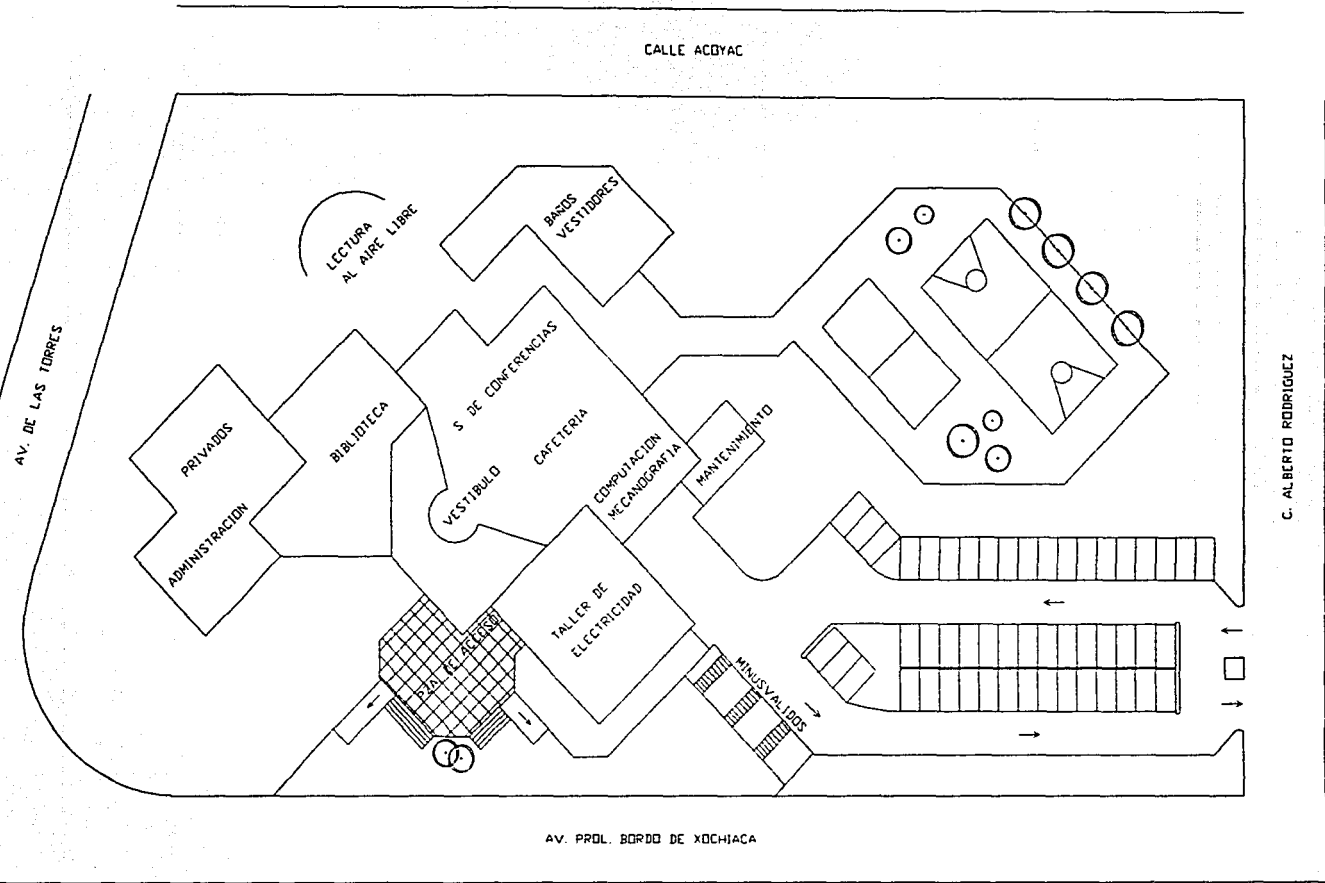 CALLE ACOYAC
BAÑOS
VESTIDORES
LECTURA
AL AIRE LIBRE
AV. DE LAS TORRES
S DE CONFERENCIAS
C. ALBERTO RODRIGUEZ
PRIVADOS
BIBLIOTECA
CAFETERIA
COMPUTACION
MECANOGRAFIA
MANTENIMIENTO
VESTIBULO
ADMINISTRACION
TALLER DE
ELECTRICIDAD
PZA. DE ACCESO
MINUSVALIDOS
AV. PROL. BORDO DE XOCHIACA